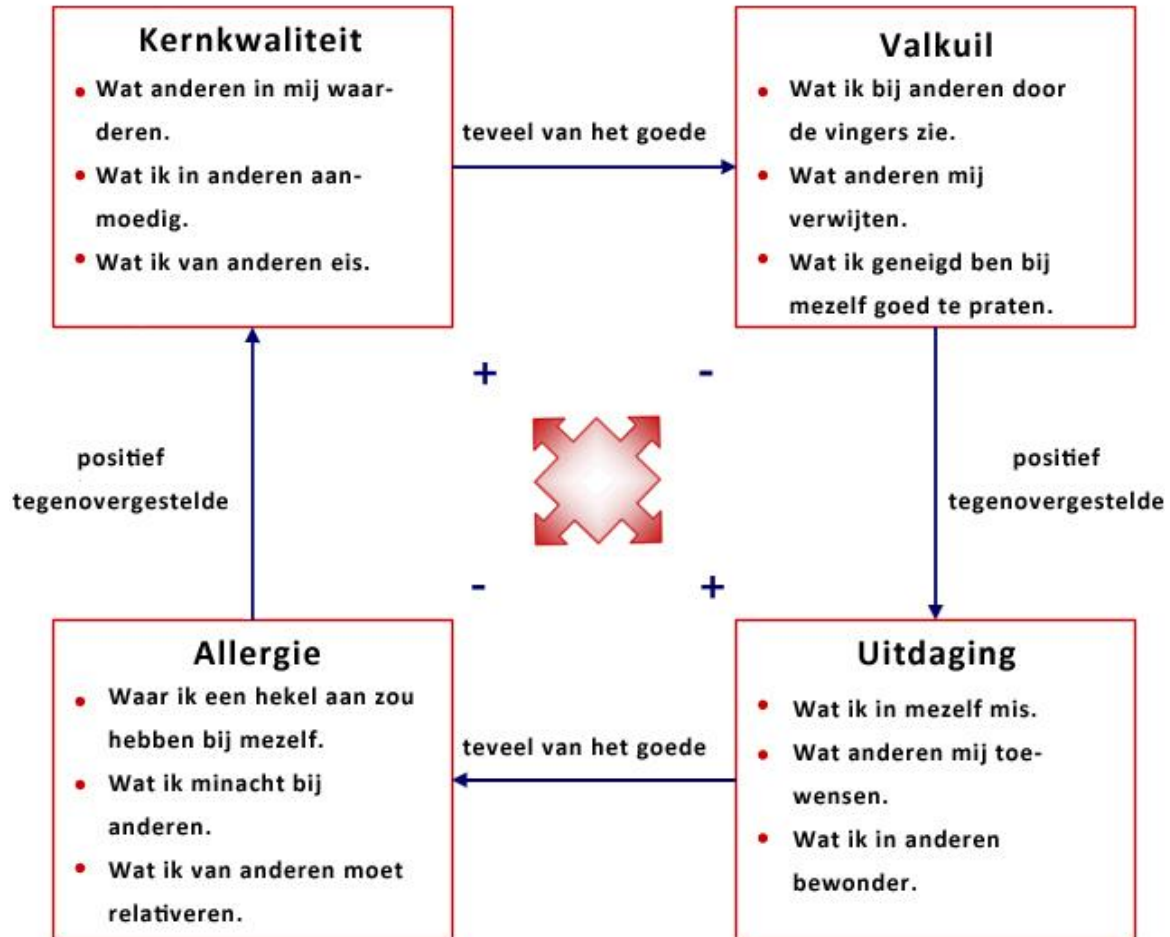 Kernkwaliteit
• Wat anderen in mij waar-
deren.
• Wat ik in anderen aan-
moedig.
• Wat ik van anderen eis.
teveel van het goede
Valkuil
• Wat ik bij anderen door
de vingers zie.
• Wat anderen mij
verwijten.
• Wat ik geneigd ben bij
mezelf goed te praten.
+
-
positief
tegenovergestelde
positief
tegenovergestelde
-
+
Allergie
• Waar ik een hekel aan zou
hebben bij mezelf.
• Wat ik minacht bij
anderen.
• Wat ik van anderen moet
relativeren.
teveel van het goede
Uitdaging
• Wat ik in mezelf mis.
• Wat anderen mij toe-
wensen.
• Wat ik in anderen
bewonder.